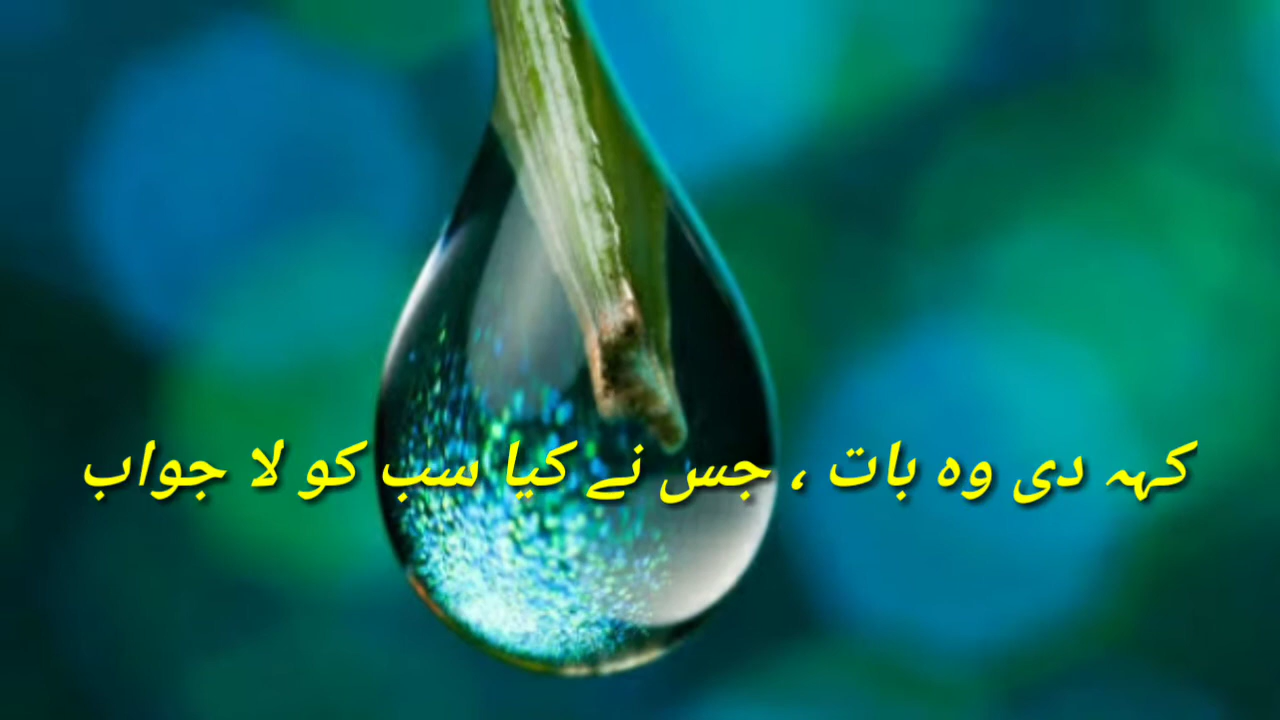 کہہ دی وہ بات ، جس نے کیا سب کو لا جواب